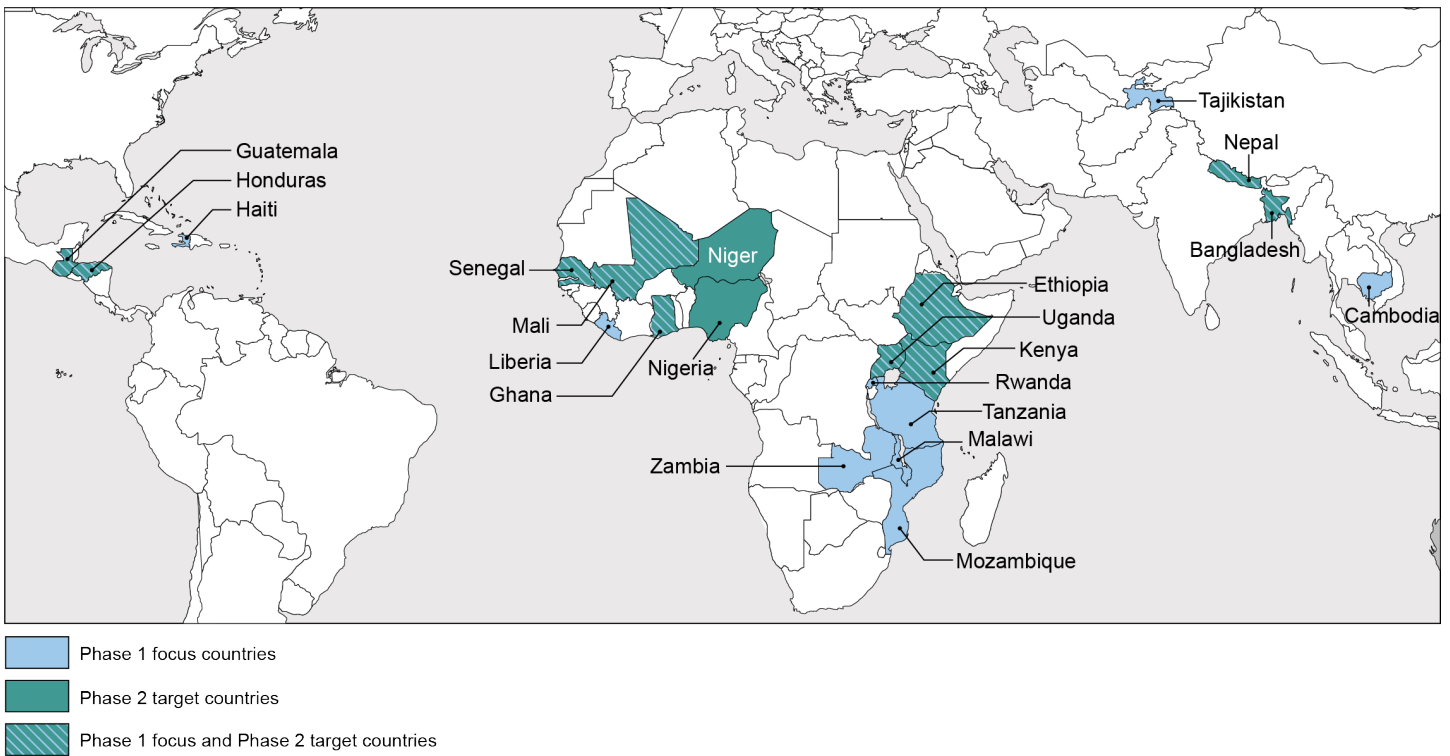 Tajikistan
Nepal
Guatemala
Honduras
Haiti
Bangladesh
Niger
Senegal
Ethiopia
Cambodia
Uganda
Mali
Kenya
Liberia
Nigeria
Rwanda
Ghana
Tanzania
Malawi
Zambia
Mozambique
Phase 1 focus countries
Phase 2 target countries
Phase 1 focus and Phase 2 target countries